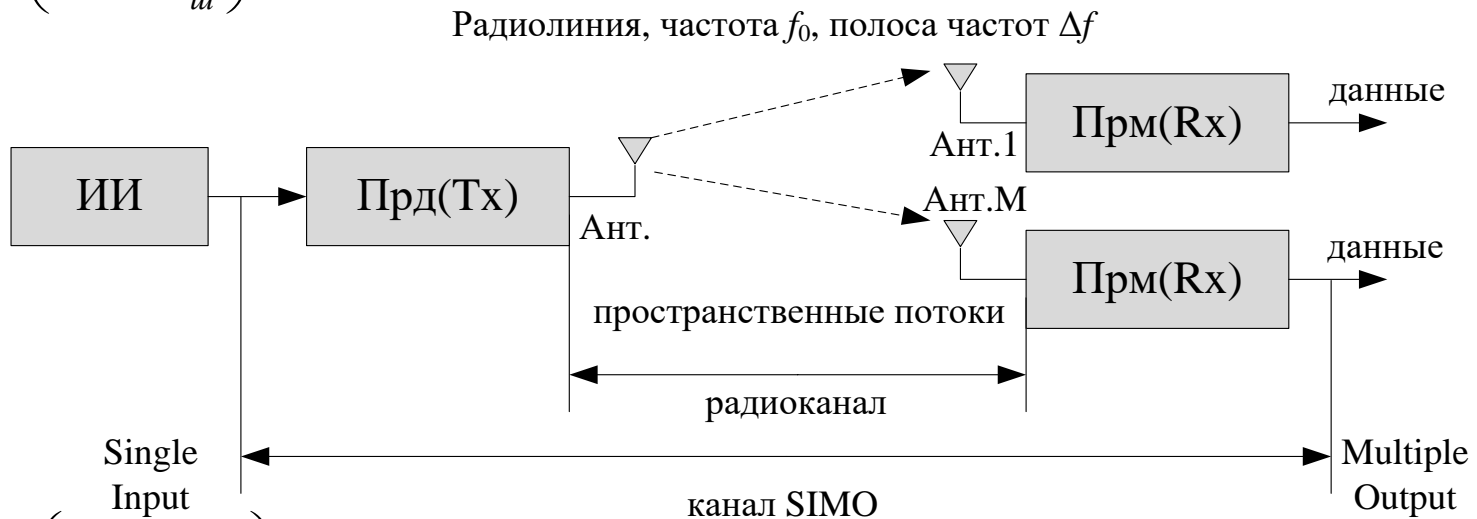 ш
Радиолиния, частота f₀, полоса частот Δf
данные
Прм(Rx)
Ант.1
ИИ
Прд(Tx)
Ант.
Ант.M
данные
Прм(Rx)
пространственные потоки
радиоканал
Single
Input
Multiple
Output
канал SIMO